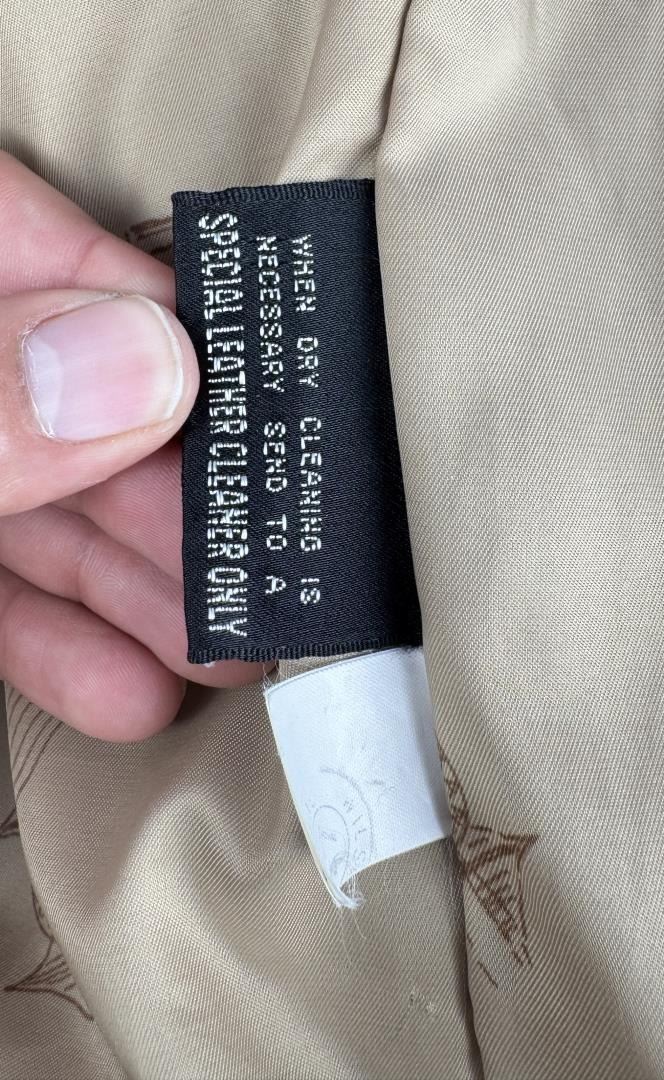 WHEN DRY CLEANING IS
NECESSARY SEND TO A
SPECIAL LEATHER CLEANER ONLY